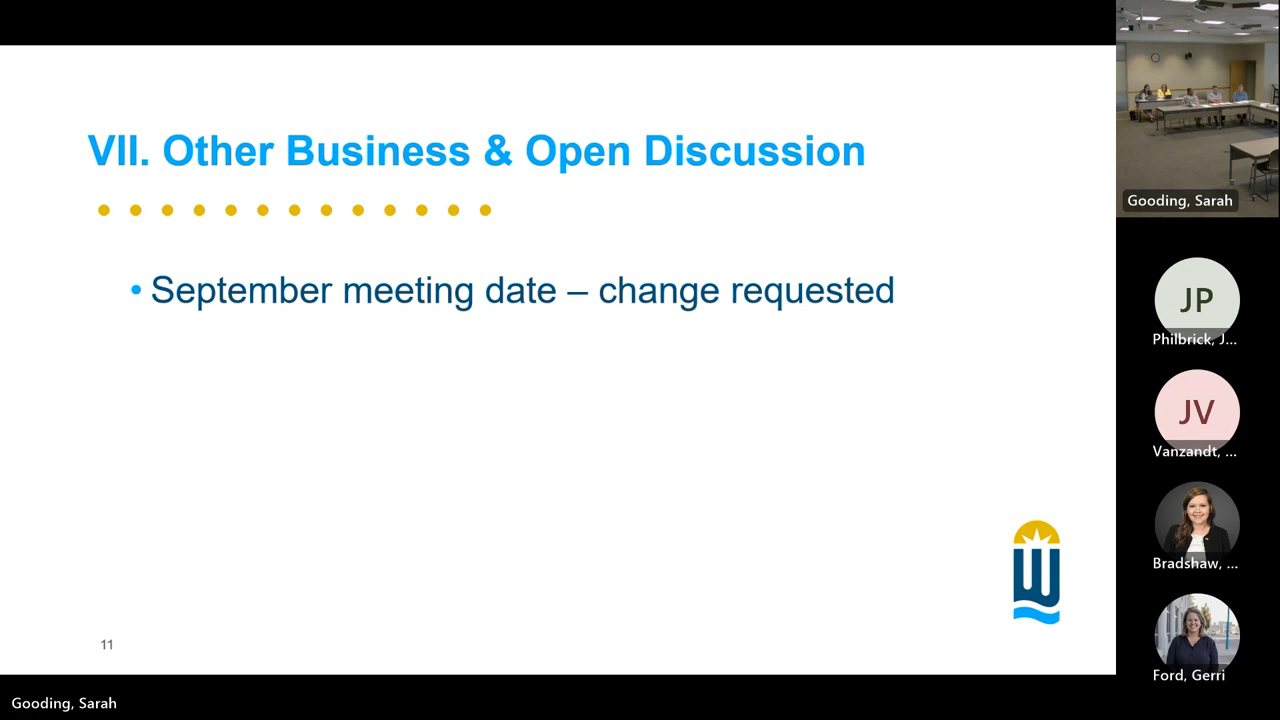 VII. Other Business & Open Discussion
• September meeting date – change requested
11
Gooding, Sarah
Gooding, Sarah
JP
Philbrick, J...
JV
Vanzandt, ...
Bradshaw, ...
Ford, Gerri